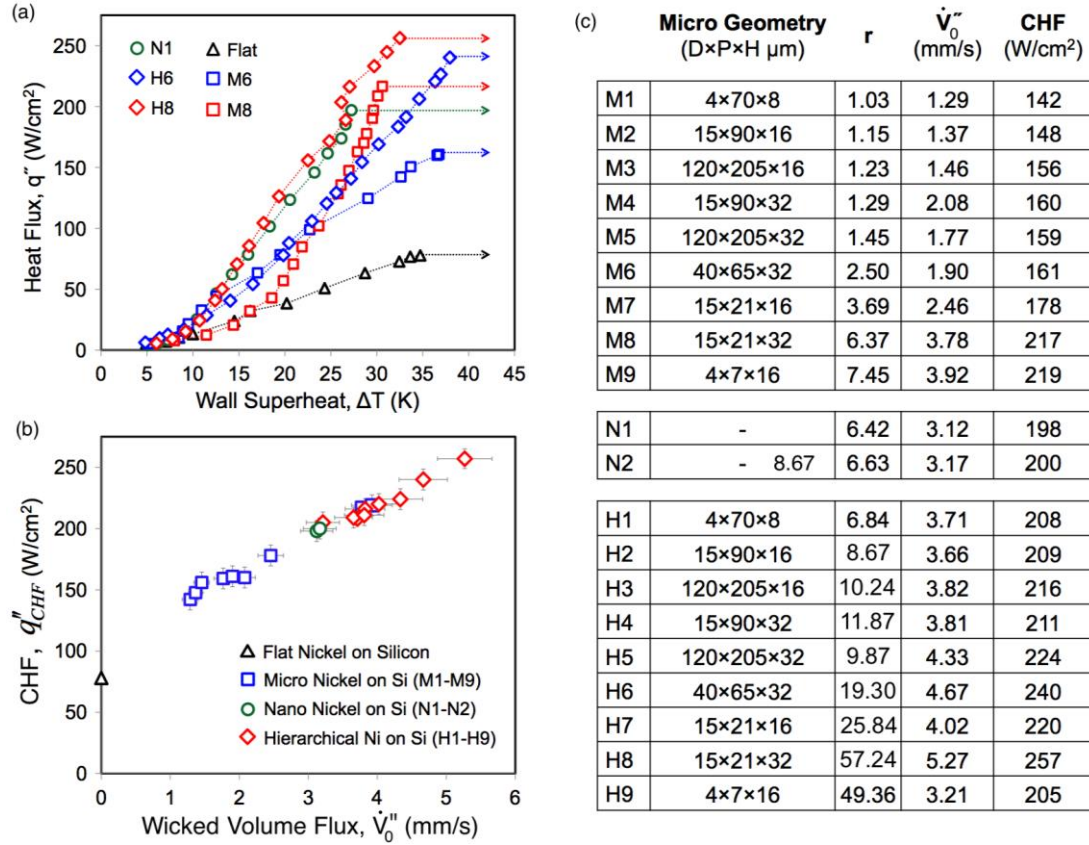 (a)
Heat Flux, q″ (W/cm²)
250
200
150
100
50
0
N1
H6
H8
Flat
M6
M8
0 5 10 15 20 25 30 35 40 45
Wall Superheat, ΔT (K)
(b)
CHF, q″CHF (W/cm²)
250
200
150
100
50
0
Flat Nickel on Silicon
Micro Nickel on Si (M1-M9)
Nano Nickel on Si (N1-N2)
Hierarchical Ni on Si (H1-H9)
0 1 2 3 4 5 6
Wicked Volume Flux, V̇₀″ (mm/s)
(c)
Micro Geometry (D×P×H μm) r V̇₀″ (mm/s) CHF (W/cm²)
M1 4×70×8 1.03 1.29 142
M2 15×90×16 1.15 1.37 148
M3 120×205×16 1.23 1.46 156
M4 15×90×32 1.29 2.08 160
M5 120×205×32 1.45 1.77 159
M6 40×65×32 2.50 1.90 161
M7 15×21×16 3.69 2.46 178
M8 15×21×32 6.37 3.78 217
M9 4×7×16 7.45 3.92 219
N1 - 6.42 3.12 198
N2 - 8.67 6.63 3.17 200
H1 4×70×8 6.84 3.71 208
H2 15×90×16 8.67 3.66 209
H3 120×205×16 10.24 3.82 216
H4 15×90×32 11.87 3.81 211
H5 120×205×32 9.87 4.33 224
H6 40×65×32 19.30 4.67 240
H7 15×21×16 25.84 4.02 220
H8 15×21×32 57.24 5.27 257
H9 4×7×16 49.36 3.21 205